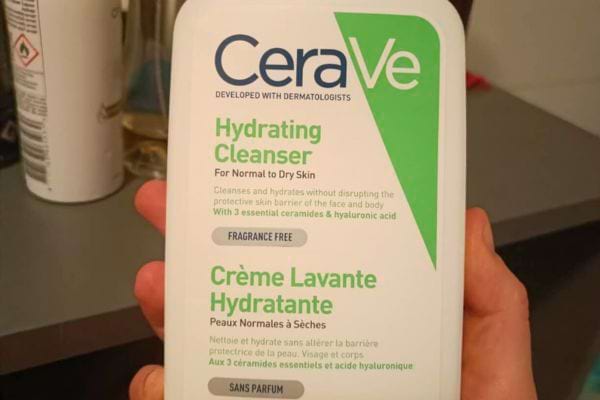 CeraVe
DEVELOPED WITH DERMATOLOGISTS
Hydrating
Cleanser
For Normal to Dry Skin
Cleanses and hydrates without disrupting the
protective skin barrier of the face and body
With 3 essential ceramides & hyaluronic acid
FRAGRANCE FREE
Crème Lavante
Hydratante
Peaux Normales à Sèches
Nettoie et hydrate sans altérer la barrière
protectrice de la peau. Visage et corps
Aux 3 céramides essentiels et acide hyaluronique
SANS PARFUM